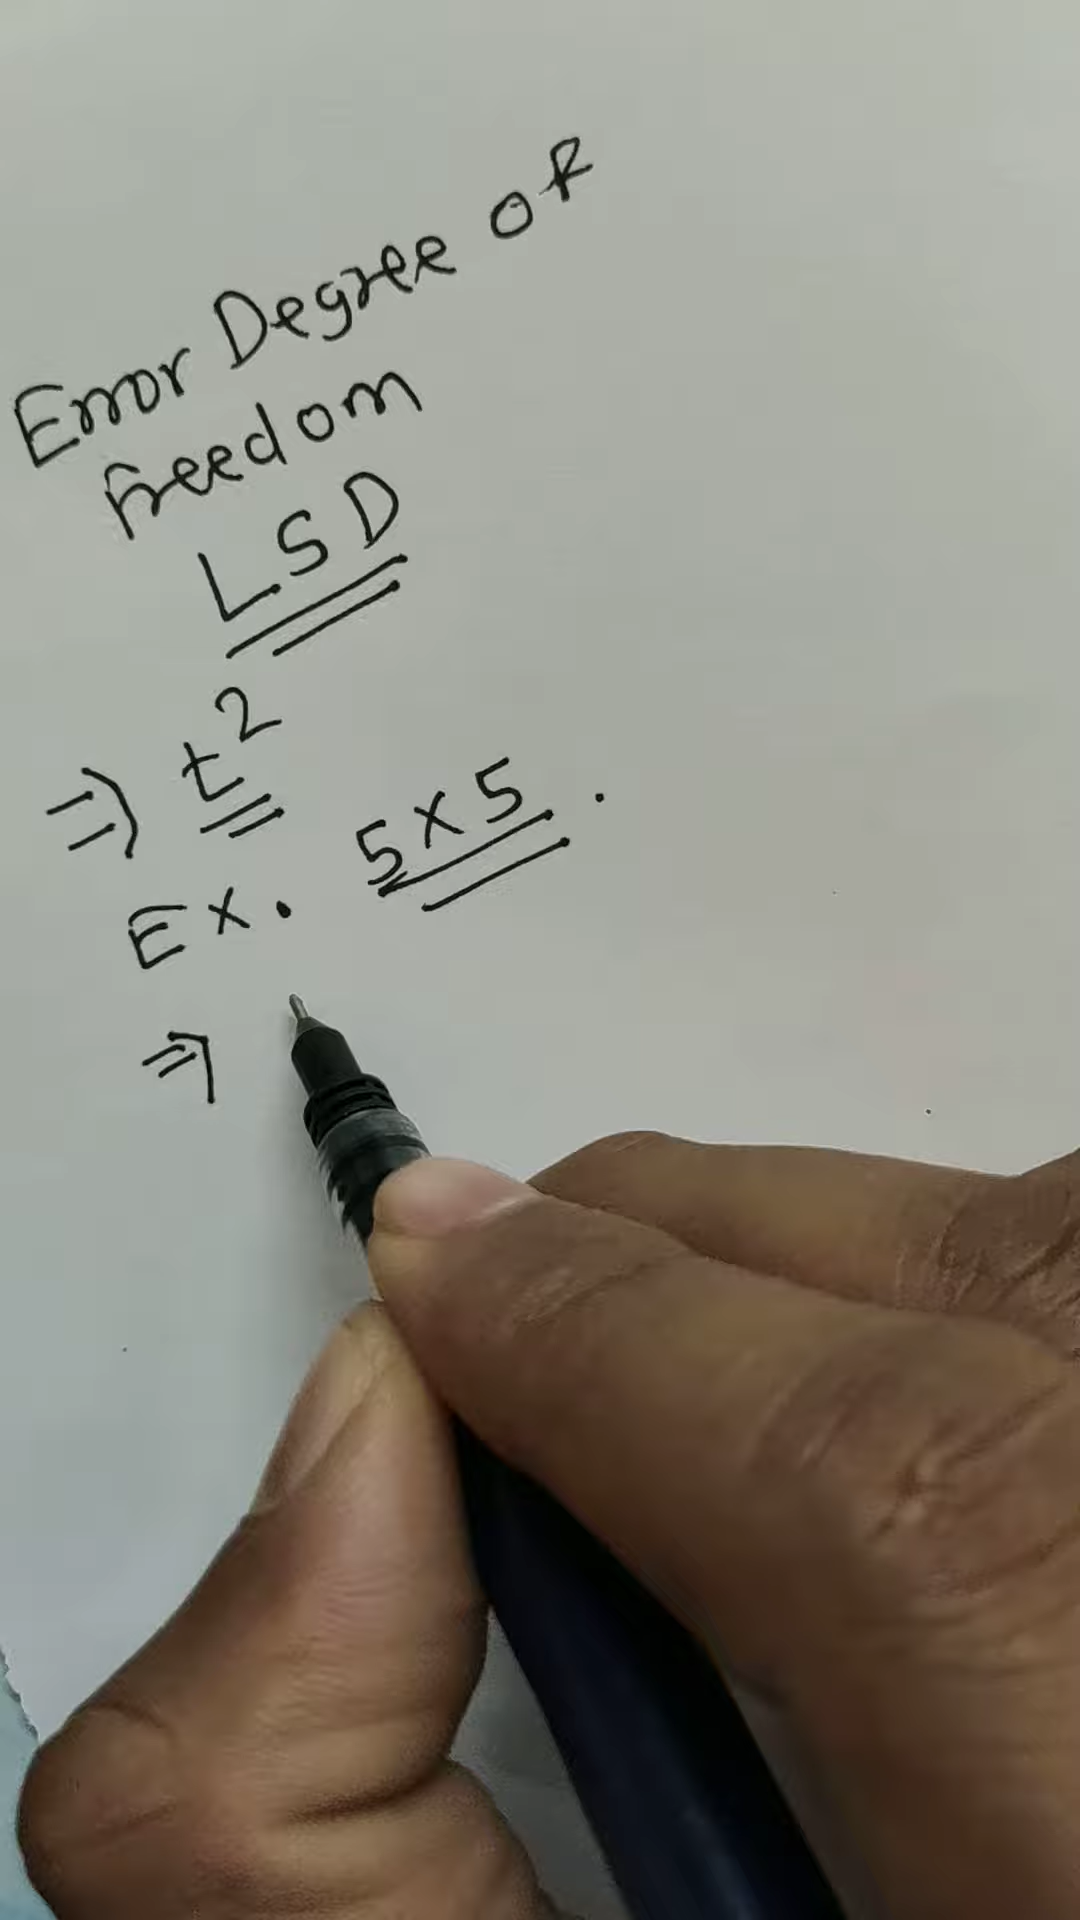 Error Degree of
freedom
LSD
⇒ t²
Ex. 5×5.
⇒